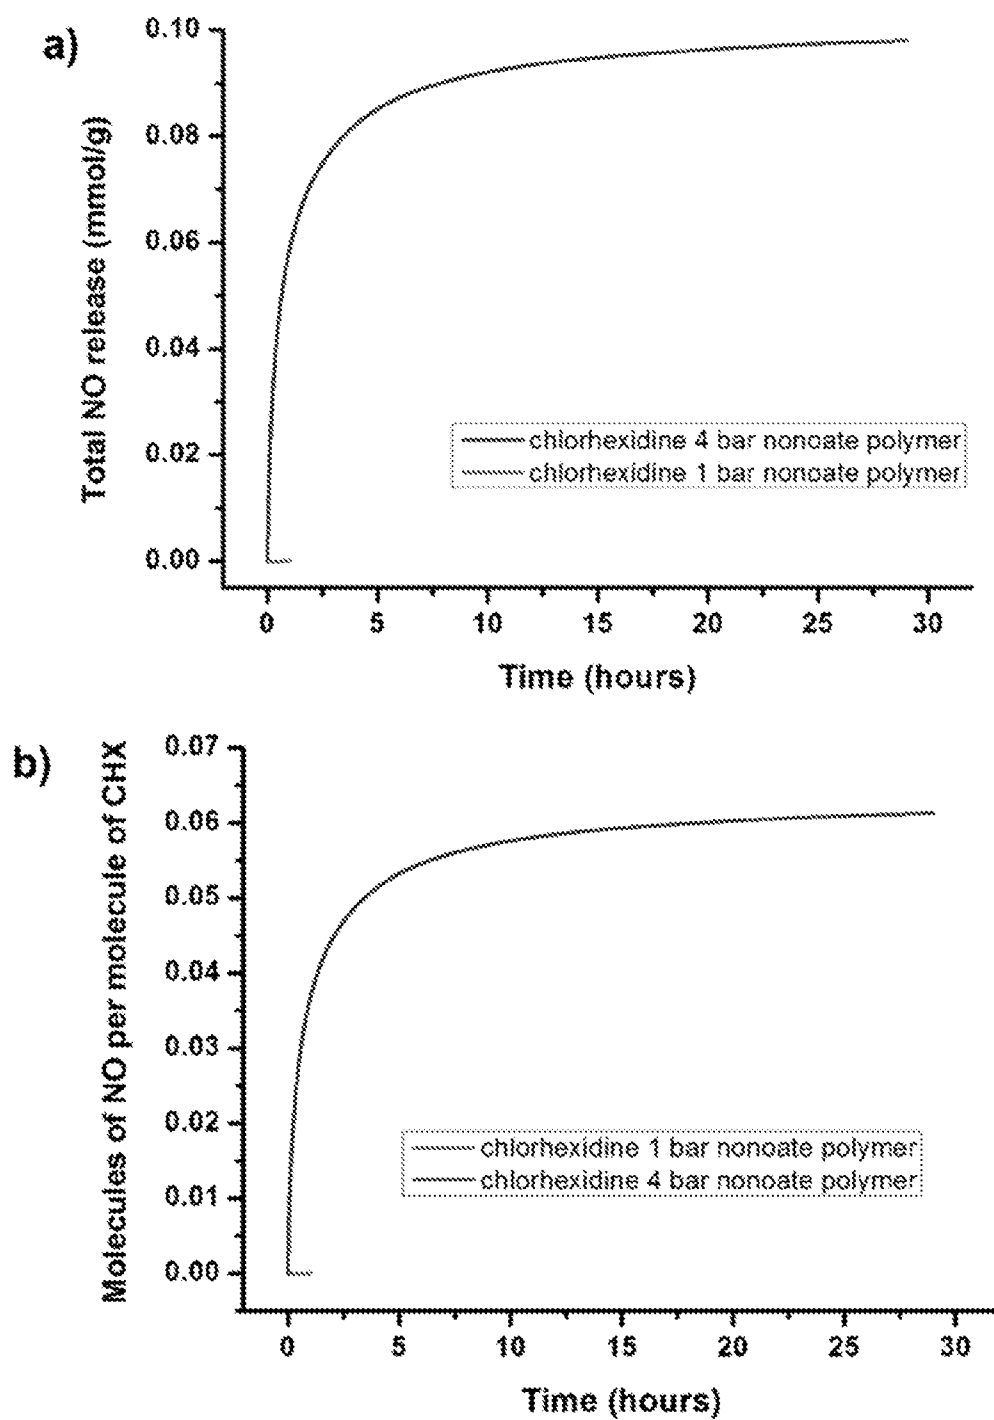 a)
Total NO release (mmol/g)
0.10
0.08
0.06
0.04
0.02
0.00
chlorhexidine 4 bar nonoate polymer
chlorhexidine 1 bar nonoate polymer
0 5 10 15 20 25 30
Time (hours)
b)
Molecules of NO per molecule of CHX
0.07
0.06
0.05
0.04
0.03
0.02
0.01
0.00
chlorhexidine 1 bar nonoate polymer
chlorhexidine 4 bar nonoate polymer
0 5 10 15 20 25 30
Time (hours)